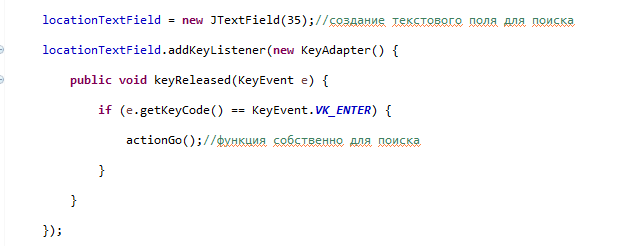 locationTextField = new JTextField(35);//создание текстового поля для поиска
locationTextField.addKeyListener(new KeyAdapter() {
public void keyReleased(KeyEvent e) {
if (e.getKeyCode() == KeyEvent.VK_ENTER) {
actionGo();//функция собственно для поиска
}
}
});